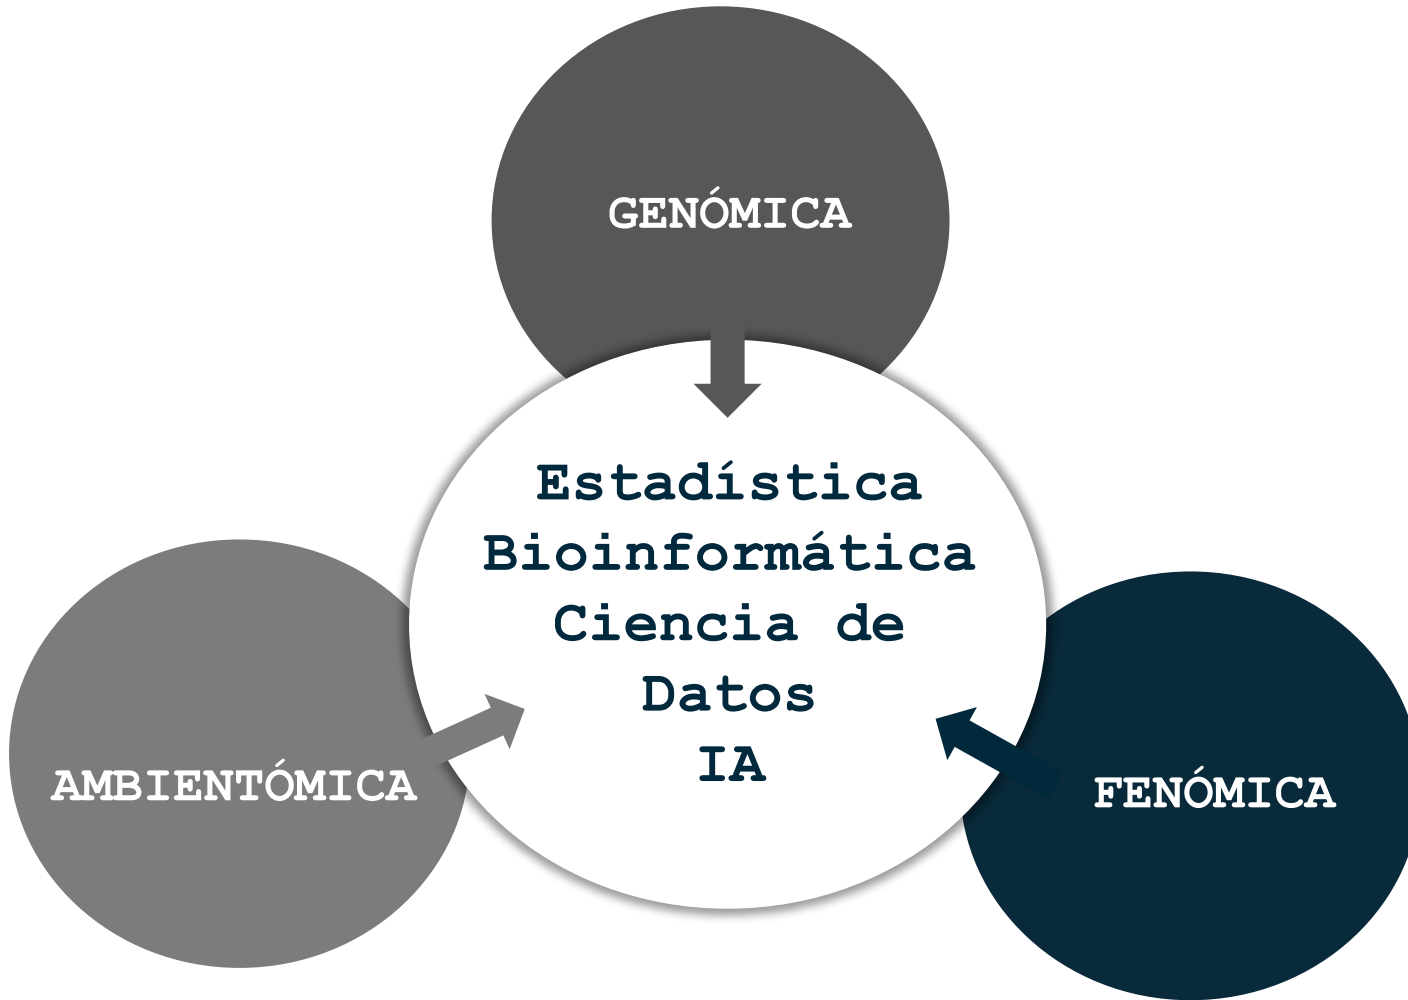 GENÓMICA
Estadística
Bioinformática
Ciencia de
Datos
IA
AMBIENTÓMICA
FENÓMICA